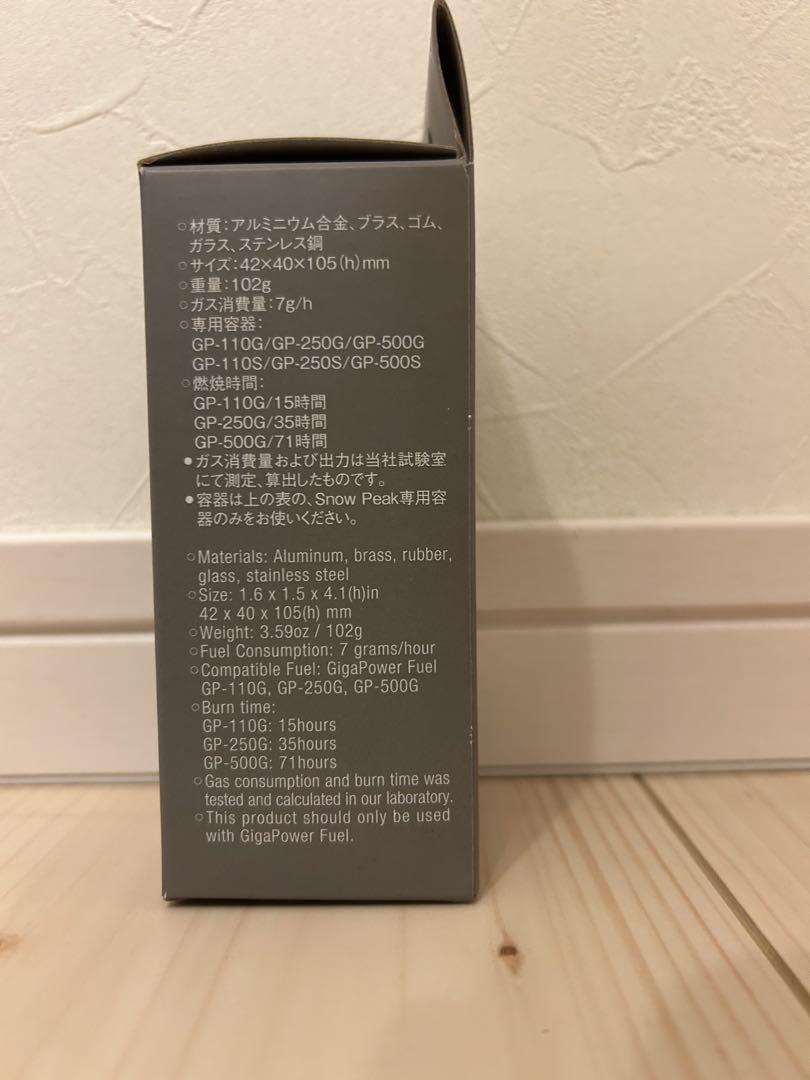 ○材質:アルミニウム合金、ブラス、ゴム、
ガラス、ステンレス鋼
○サイズ:42×40×105(h)mm
○重量:102g
○ガス消費量:7g/h
○専用容器:
GP-110G/GP-250G/GP-500G
GP-110S/GP-250S/GP-500S
○燃焼時間:
GP-110G/15時間
GP-250G/35時間
GP-500G/71時間
●ガス消費量および出力は当社試験室
にて測定、算出したものです。
●容器は上の表の、Snow Peak専用容
器のみをお使いください。
○Materials: Aluminum, brass, rubber,
glass, stainless steel
○Size: 1.6 x 1.5 x 4.1(h)in
42 x 40 x 105(h) mm
○Weight: 3.59oz / 102g
○Fuel Consumption: 7 grams/hour
○Compatible Fuel: GigaPower Fuel
GP-110G, GP-250G, GP-500G
○Burn time:
GP-110G: 15hours
GP-250G: 35hours
GP-500G: 71hours
○Gas consumption and burn time was
tested and calculated in our laboratory.
○This product should only be used
with GigaPower Fuel.